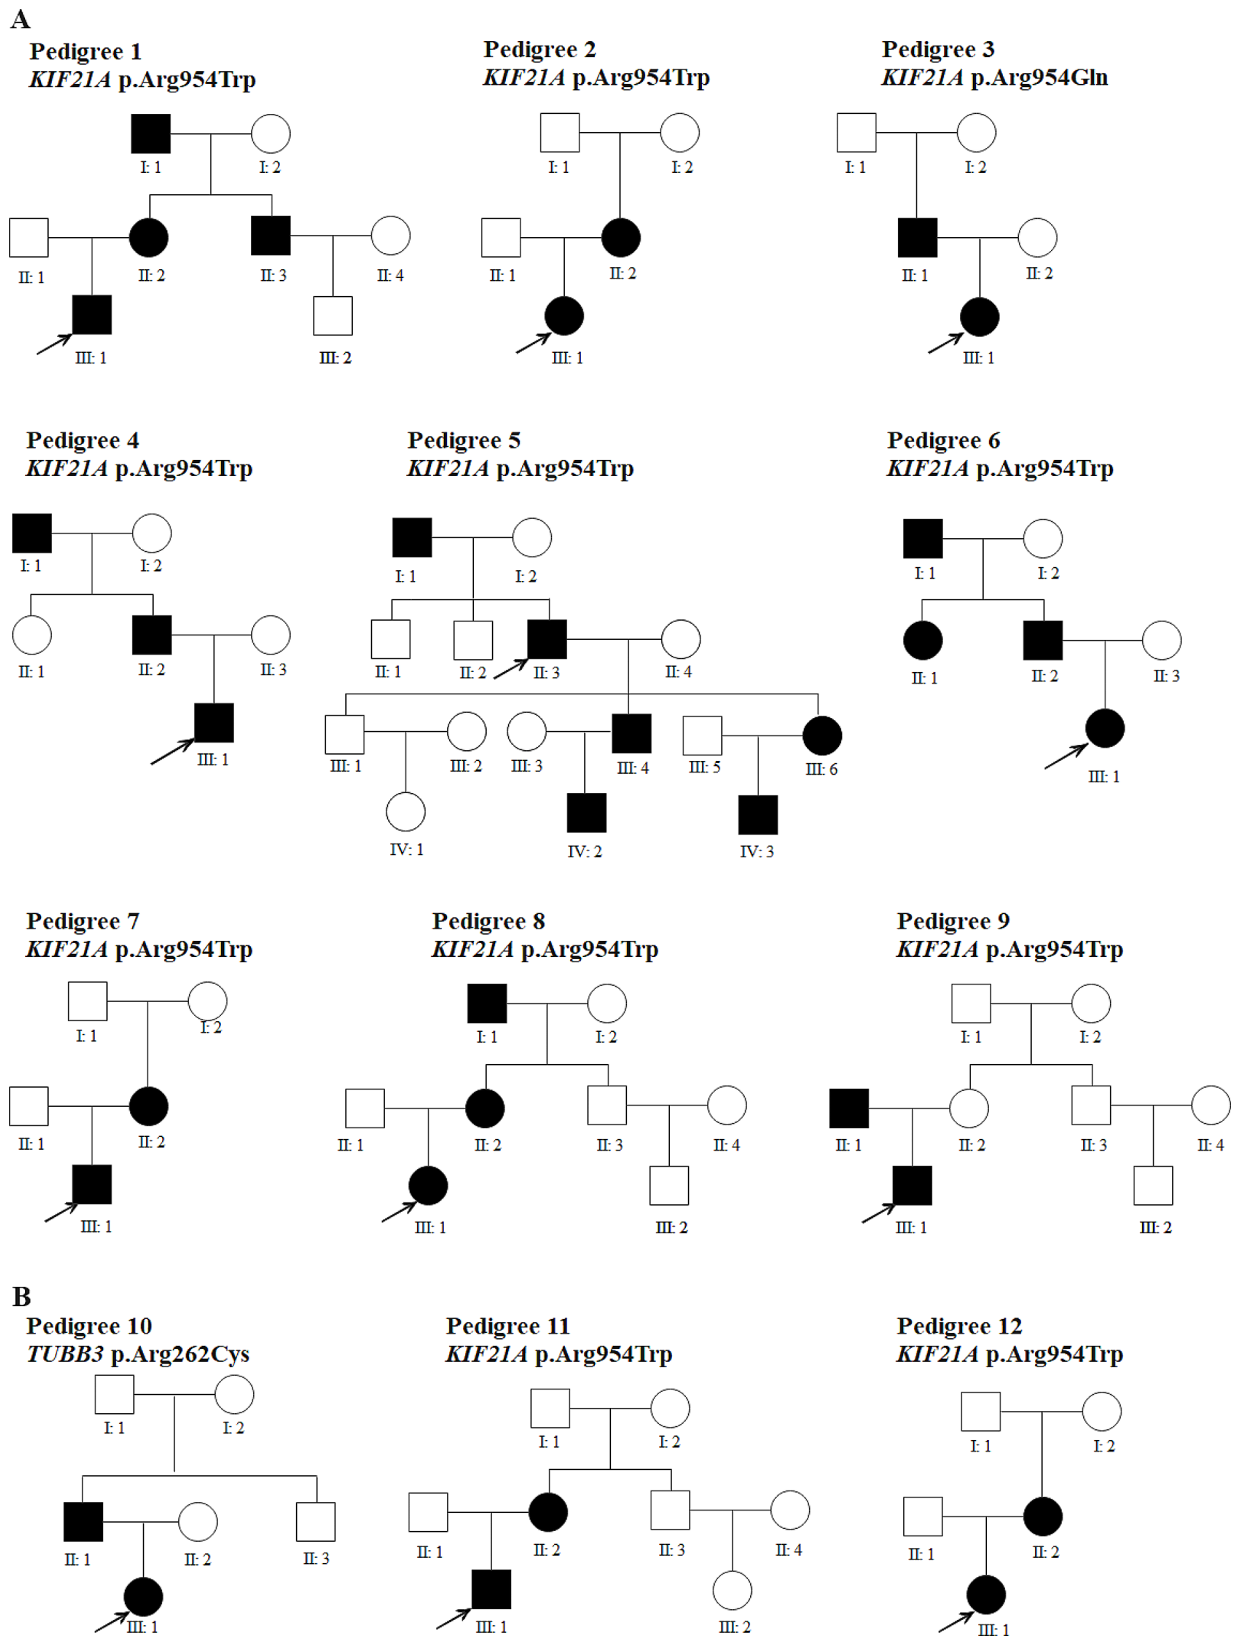 A
Pedigree 1
KIF21A p.Arg954Trp
I: 1
I: 2
II: 1
II: 2
II: 3
II: 4
III: 1
III: 2
Pedigree 2
KIF21A p.Arg954Trp
I: 1
I: 2
II: 1
II: 2
III: 1
Pedigree 3
KIF21A p.Arg954Gln
I: 1
I: 2
II: 1
II: 2
III: 1
Pedigree 4
KIF21A p.Arg954Trp
I: 1
I: 2
II: 1
II: 2
II: 3
III: 1
Pedigree 5
KIF21A p.Arg954Trp
I: 1
I: 2
II: 1
II: 2
II: 3
II: 4
III: 1
III: 2
III: 3
III: 4
III: 5
III: 6
IV: 1
IV: 2
IV: 3
Pedigree 6
KIF21A p.Arg954Trp
I: 1
I: 2
II: 1
II: 2
II: 3
III: 1
Pedigree 7
KIF21A p.Arg954Trp
I: 1
I: 2
II: 1
II: 2
III: 1
Pedigree 8
KIF21A p.Arg954Trp
I: 1
I: 2
II: 1
II: 2
II: 3
II: 4
III: 1
III: 2
Pedigree 9
KIF21A p.Arg954Trp
I: 1
I: 2
II: 1
II: 2
II: 3
II: 4
III: 1
III: 2
B
Pedigree 10
TUBB3 p.Arg262Cys
I: 1
I: 2
II: 1
II: 2
II: 3
III: 1
Pedigree 11
KIF21A p.Arg954Trp
I: 1
I: 2
II: 1
II: 2
II: 3
II: 4
III: 1
III: 2
Pedigree 12
KIF21A p.Arg954Trp
I: 1
I: 2
II: 1
II: 2
III: 1